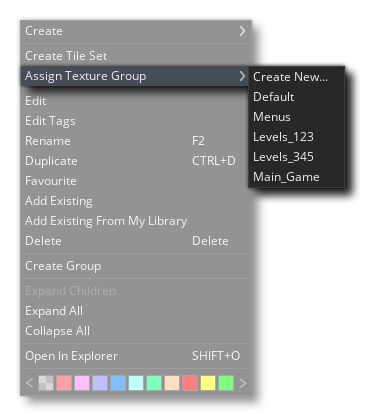 Create
Create Tile Set
Assign Texture Group
Create New...
Default
Menus
Levels_123
Levels_345
Main_Game
Edit
Edit Tags
Rename F2
Duplicate CTRL+D
Favourite
Add Existing
Add Existing From My Library
Delete Delete
Create Group
Expand Children
Expand All
Collapse All
Open In Explorer SHIFT+O